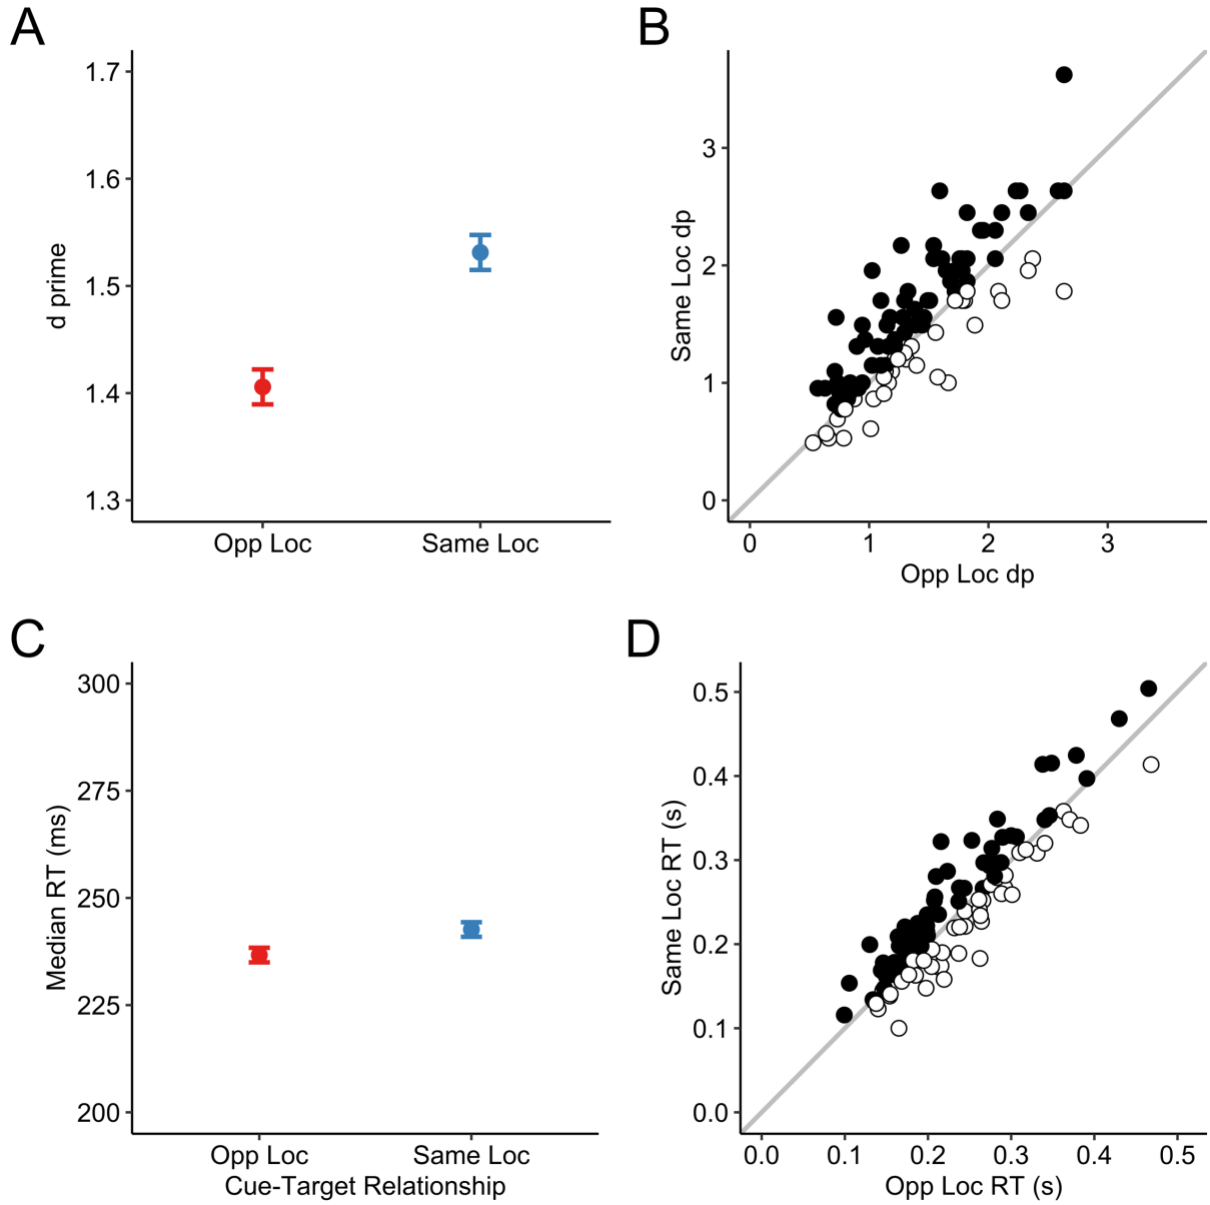 A
1.7
1.6
1.5
1.4
1.3
d prime
Opp Loc Same Loc
B
3
2
1
0
Same Loc dp
0 1 2 3
Opp Loc dp
C
300
275
250
225
200
Median RT (ms)
Opp Loc Same Loc
Cue-Target Relationship
D
0.5
0.4
0.3
0.2
0.1
0.0
Same Loc RT (s)
0.0 0.1 0.2 0.3 0.4 0.5
Opp Loc RT (s)